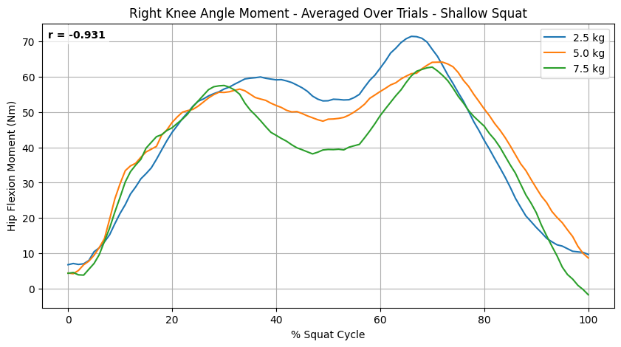 Right Knee Angle Moment - Averaged Over Trials - Shallow Squat
r = -0.931
2.5 kg
5.0 kg
7.5 kg
Hip Flexion Moment (Nm)
70
60
50
40
30
20
10
0
0 20 40 60 80 100
% Squat Cycle